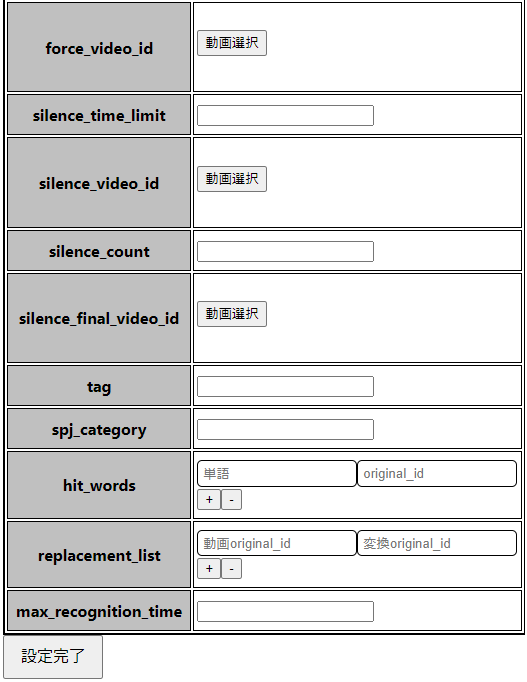 force_video_id
動画選択
silence_time_limit
silence_video_id
動画選択
silence_count
silence_final_video_id
動画選択
tag
spj_category
hit_words
単語 original_id
+ -
replacement_list
動画original_id 変換original_id
+ -
max_recognition_time
設定完了